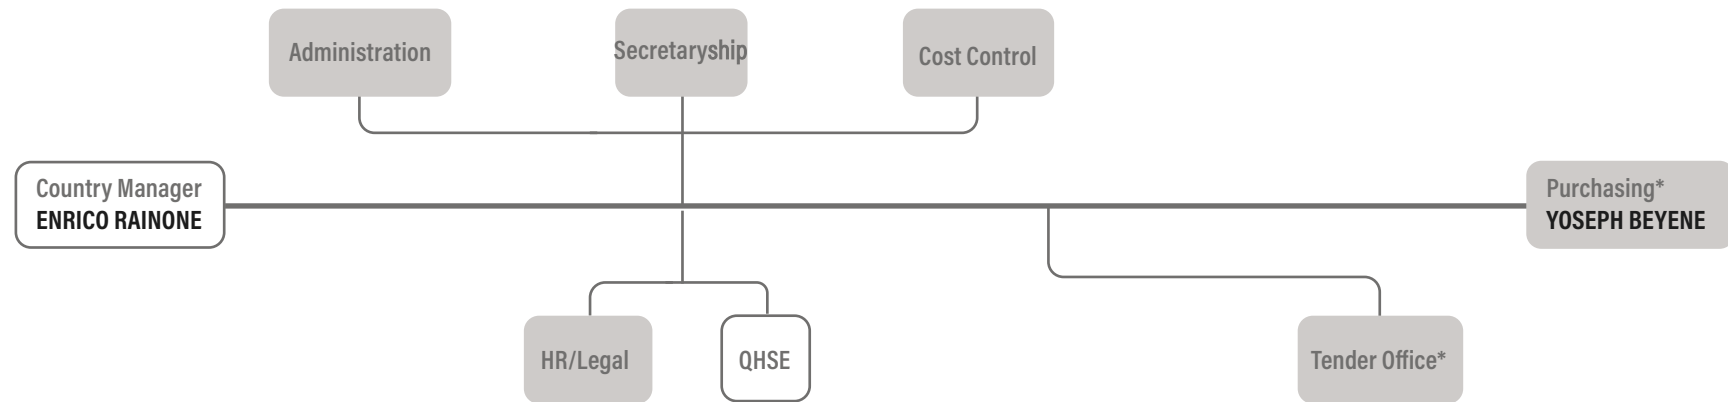 Administration
Secretaryship
Cost Control
Country Manager
ENRICO RAINONE
Purchasing*
YOSEPH BEYENE
HR/Legal
QHSE
Tender Office*